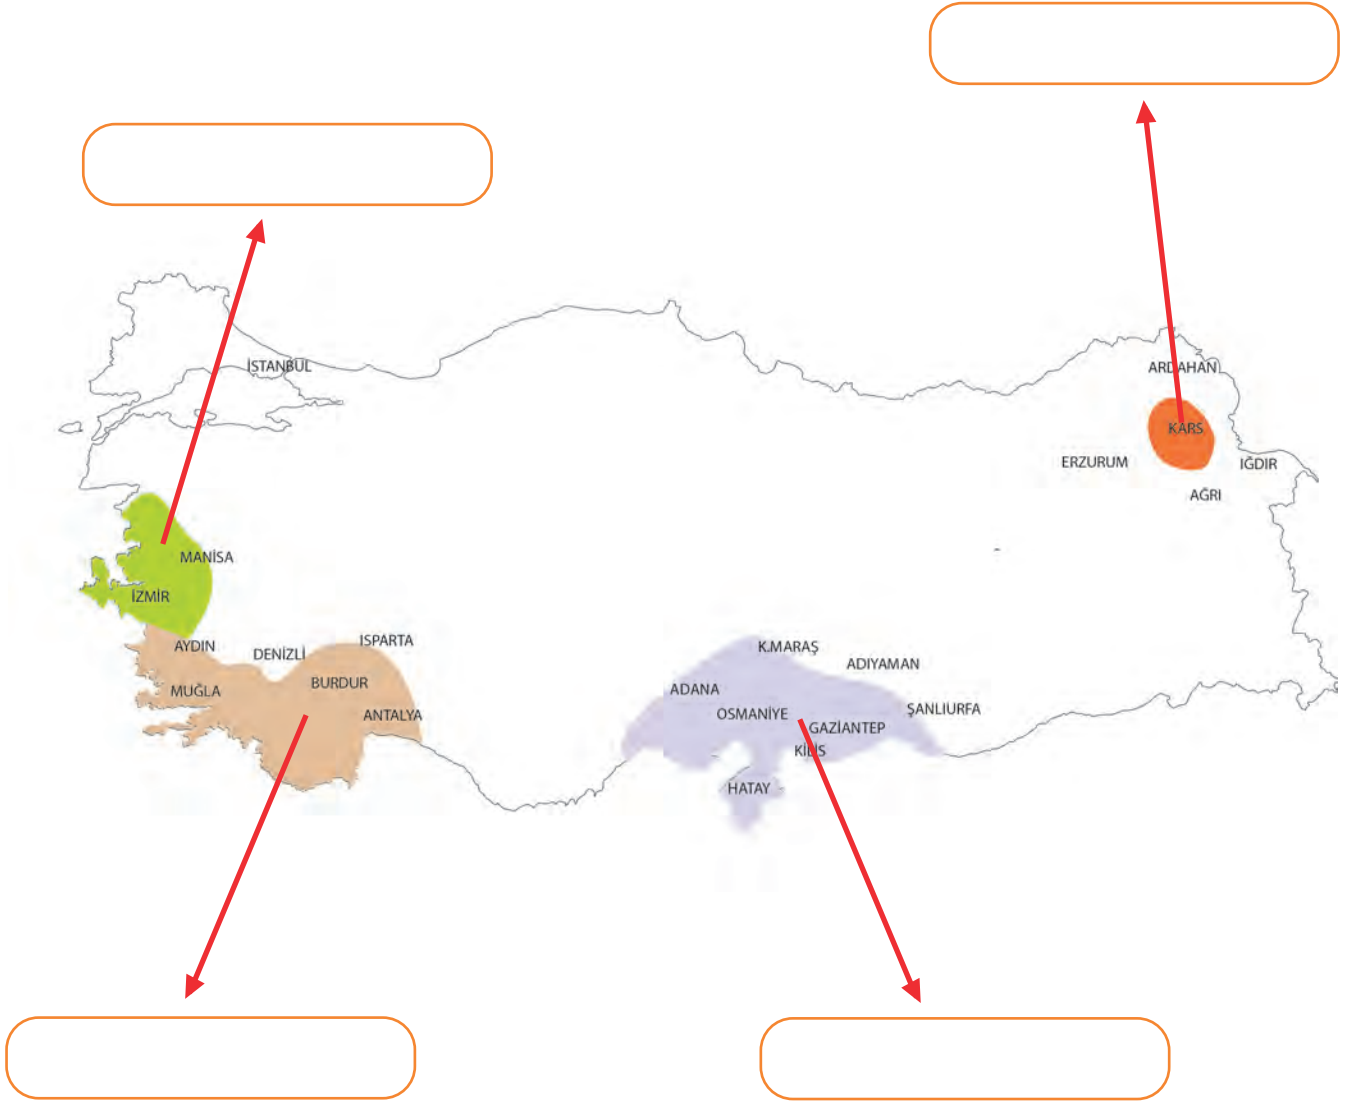 İSTANBUL
ARDAHAN
KARS
ERZURUM
IĞDIR
AĞRI
MANİSA
İZMİR
AYDIN
DENİZLİ
ISPARTA
MUĞLA
BURDUR
ANTALYA
K.MARAŞ
ADIYAMAN
ADANA
OSMANİYE
ŞANLIURFA
GAZİANTEP
KİLİS
HATAY